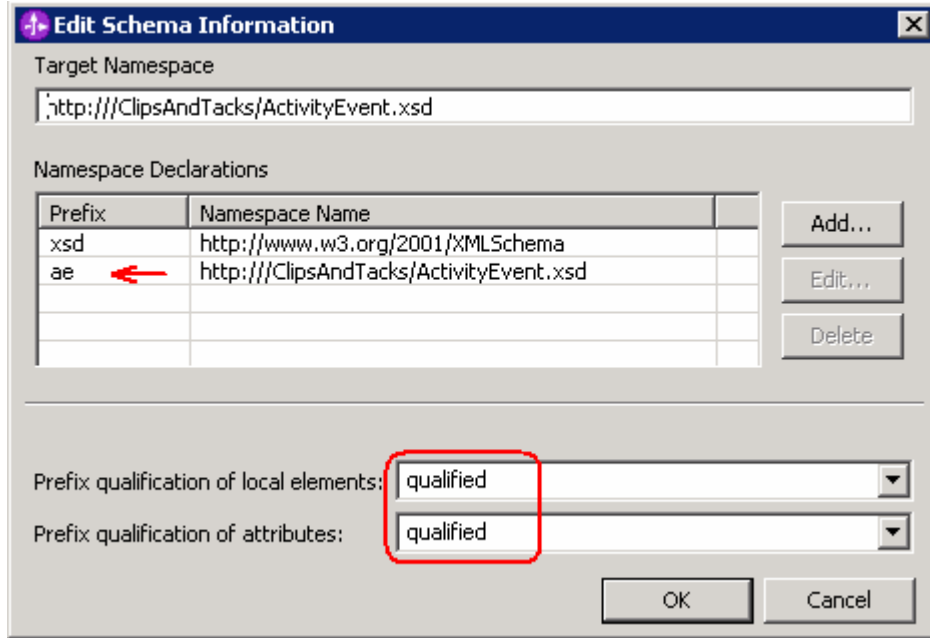 Edit Schema Information
Target Namespace
http:///ClipsAndTacks/ActivityEvent.xsd
Namespace Declarations
Prefix Namespace Name
xsd http://www.w3.org/2001/XMLSchema
ae http:///ClipsAndTacks/ActivityEvent.xsd
Add...
Edit...
Delete
Prefix qualification of local elements: qualified
Prefix qualification of attributes: qualified
OK Cancel